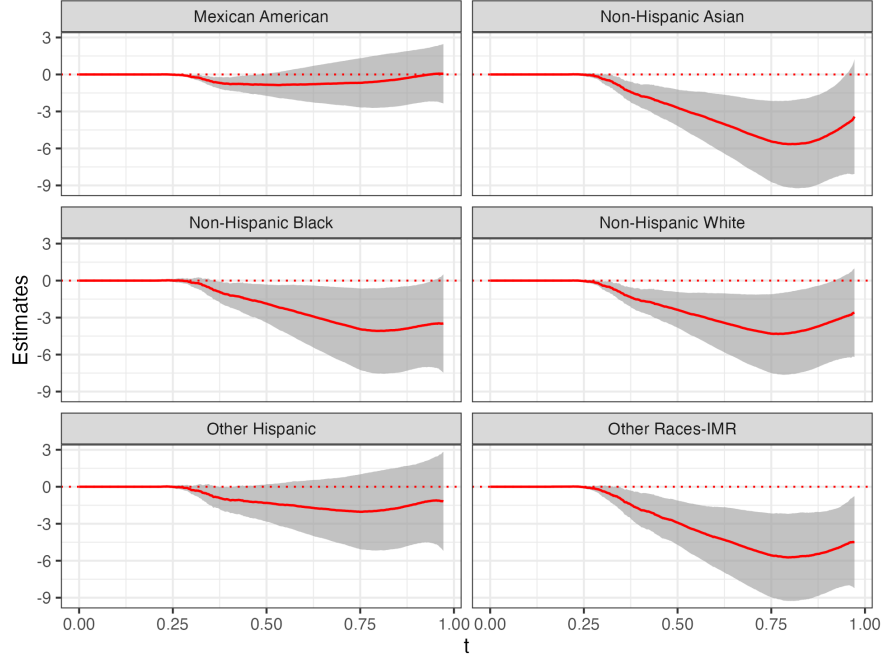 Mexican American
Non-Hispanic Asian
3
0
-3
-6
-9
Non-Hispanic Black
Non-Hispanic White
3
0
-3
-6
-9
Other Hispanic
Other Races-IMR
3
0
-3
-6
-9
0.00 0.25 0.50 0.75 1.00 0.00 0.25 0.50 0.75 1.00
t
Estimates